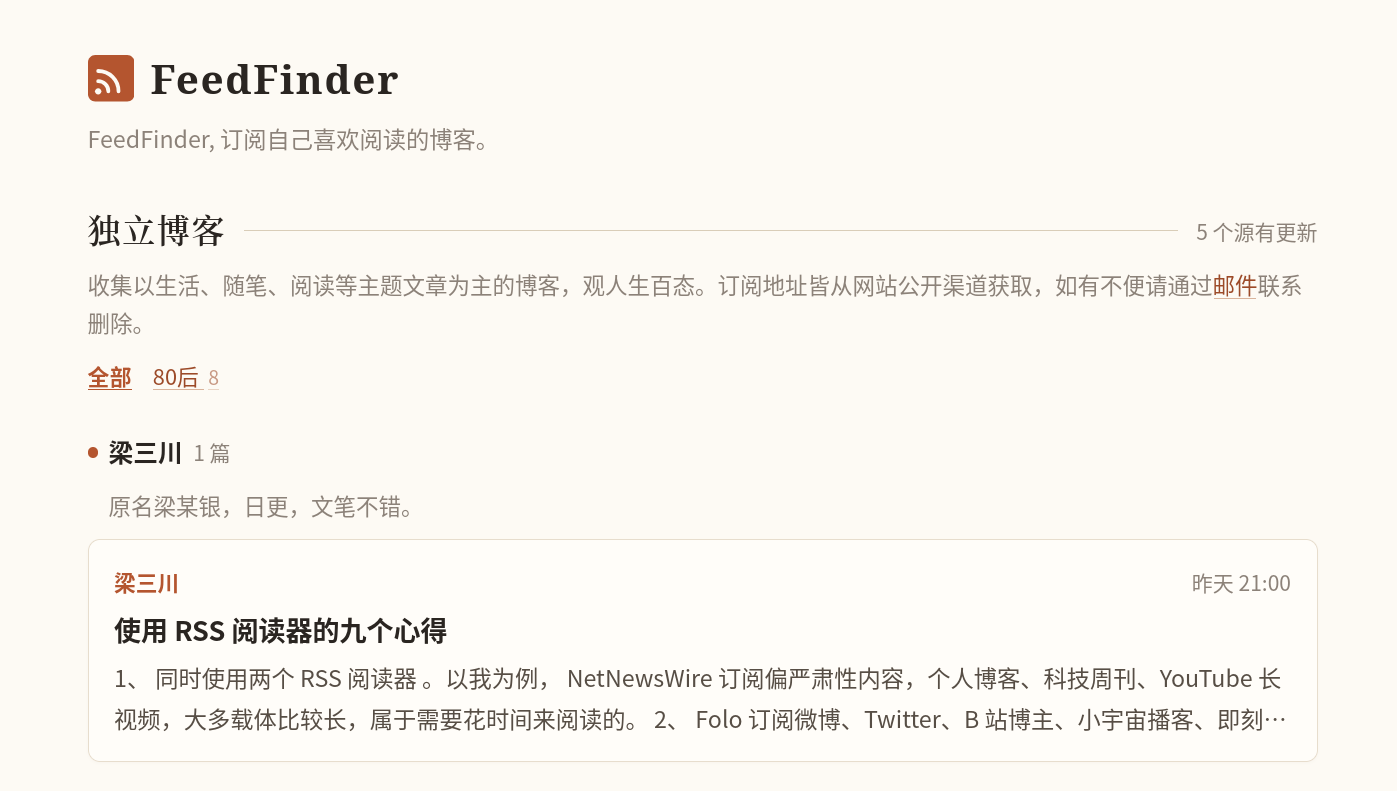 FeedFinder
FeedFinder, 订阅自己喜欢阅读的博客。
独立博客
5 个源有更新
收集以生活、随笔、阅读等主题文章为主的博客，观人生百态。订阅地址皆从网站公开渠道获取，如有不便请通过邮件联系
删除。
全部 80后 8
梁三川 1 篇
原名梁某银，日更，文笔不错。
梁三川
昨天 21:00
使用 RSS 阅读器的九个心得
1、 同时使用两个 RSS 阅读器 。以我为例， NetNewsWire 订阅偏严肃性内容，个人博客、科技周刊、YouTube 长
视频，大多载体比较长，属于需要花时间来阅读的。 2、 Folo 订阅微博、Twitter、B 站博主、小宇宙播客、即刻…